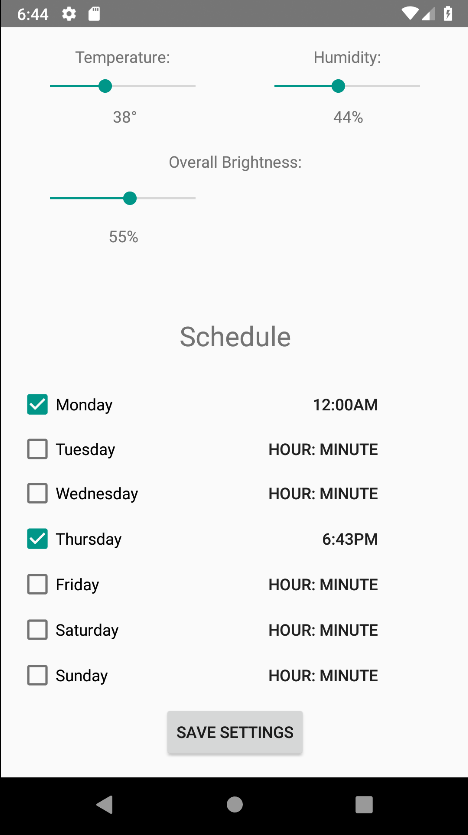 6:44
Temperature: Humidity:
38° 44%
Overall Brightness:
55%
Schedule
Monday 12:00AM
Tuesday HOUR: MINUTE
Wednesday HOUR: MINUTE
Thursday 6:43PM
Friday HOUR: MINUTE
Saturday HOUR: MINUTE
Sunday HOUR: MINUTE
SAVE SETTINGS